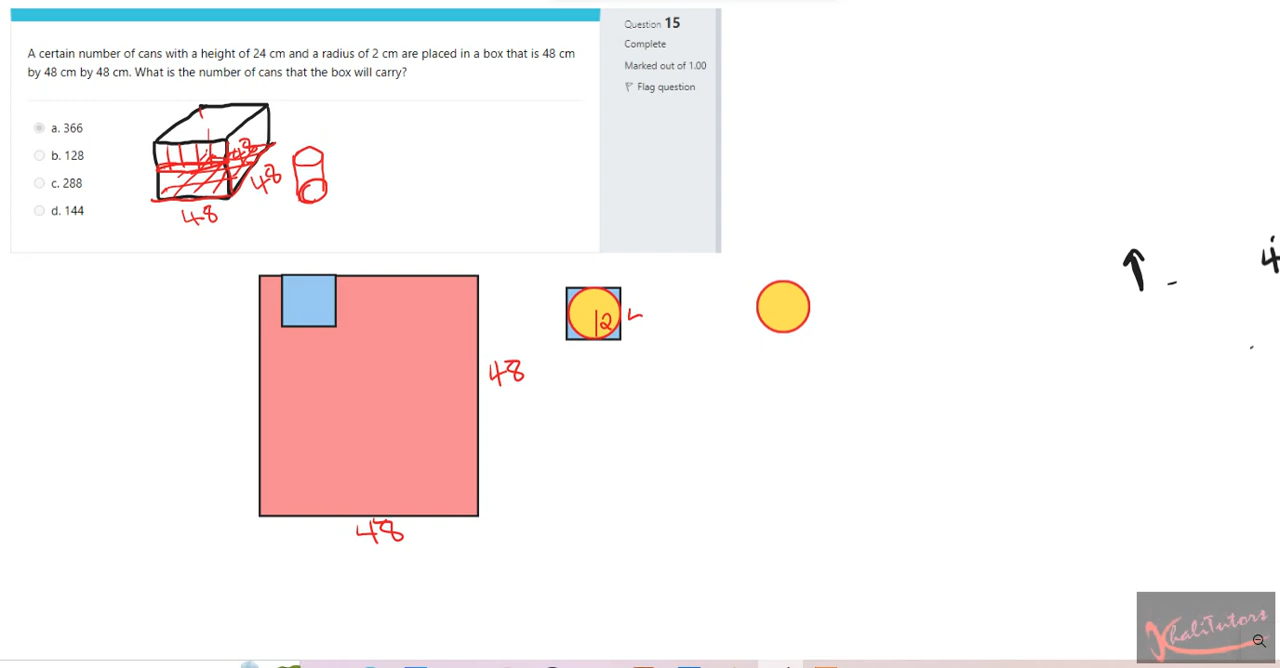 A certain number of cans with a height of 24 cm and a radius of 2 cm are placed in a box that is 48 cm
by 48 cm by 48 cm. What is the number of cans that the box will carry?
a. 366
b. 128
c. 288
d. 144
Question 15
Complete
Marked out of 1.00
Flag question
48
48
48
2
48
48
KhaliTutors